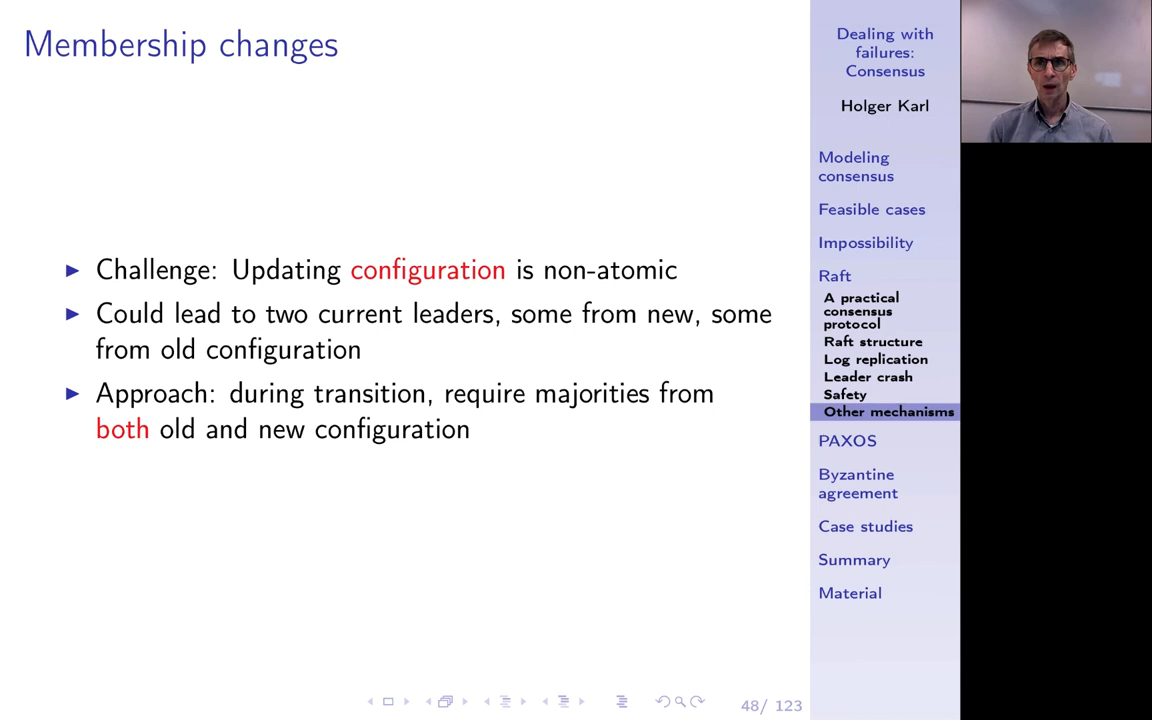 Membership changes
Challenge: Updating configuration is non-atomic
Could lead to two current leaders, some from new, some
from old configuration
Approach: during transition, require majorities from
both old and new configuration
48/ 123
Dealing with
failures:
Consensus
Holger Karl
Modeling
consensus
Feasible cases
Impossibility
Raft
A practical
consensus
protocol
Raft structure
Log replication
Leader crash
Safety
Other mechanisms
PAXOS
Byzantine
agreement
Case studies
Summary
Material